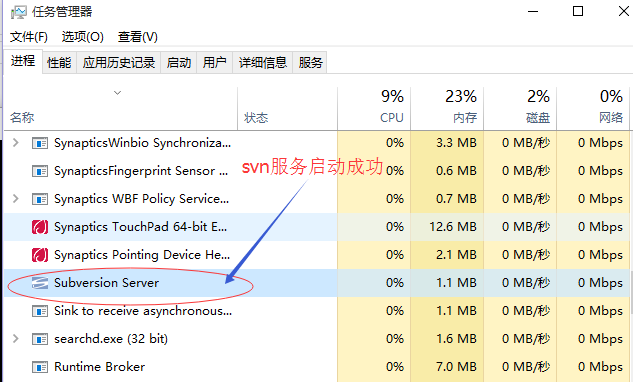 任务管理器
文件(F) 选项(O) 查看(V)
进程 性能 应用历史记录 启动 用户 详细信息 服务
9% 23% 2% 0%
名称 状态 CPU 内存 磁盘 网络
SynapticsWinbio Synchroniza... 0% 3.3 MB 0 MB/秒 0 Mbps
SynapticsFingerprint Sensor ... 0% 0.6 MB 0 MB/秒 0 Mbps
svn服务启动成功
Synaptics WBF Policy Service... 0% 0.7 MB 0 MB/秒 0 Mbps
Synaptics TouchPad 64-bit E... 0% 12.6 MB 0 MB/秒 0 Mbps
Synaptics Pointing Device He... 0% 2.1 MB 0 MB/秒 0 Mbps
Subversion Server 0% 1.1 MB 0 MB/秒 0 Mbps
Sink to receive asynchronous... 0% 1.1 MB 0 MB/秒 0 Mbps
searchd.exe (32 bit) 0% 1.6 MB 0 MB/秒 0 Mbps
Runtime Broker 0% 7.0 MB 0 MB/秒 0 Mbps